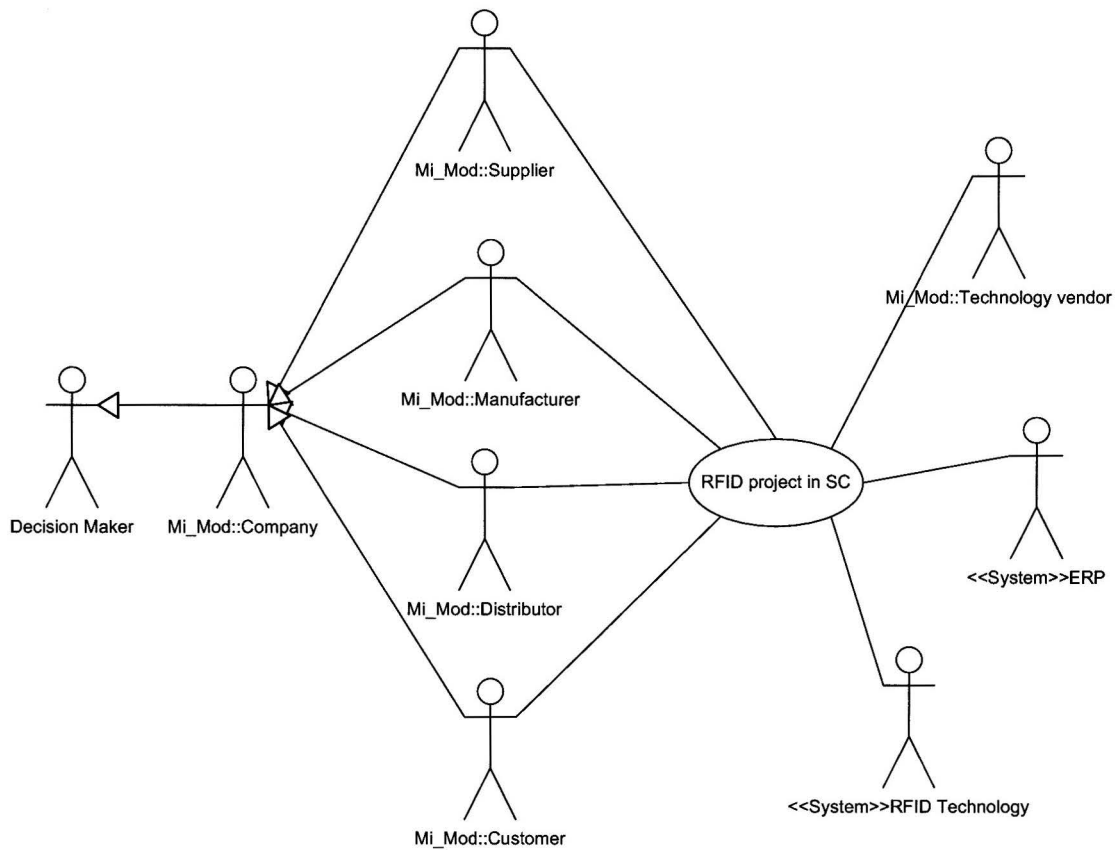 Mi_Mod::Supplier
Mi_Mod::Technology vendor
Mi_Mod::Manufacturer
RFID project in SC
Decision Maker
Mi_Mod::Company
<<System>>ERP
Mi_Mod::Distributor
<<System>>RFID Technology
Mi_Mod::Customer